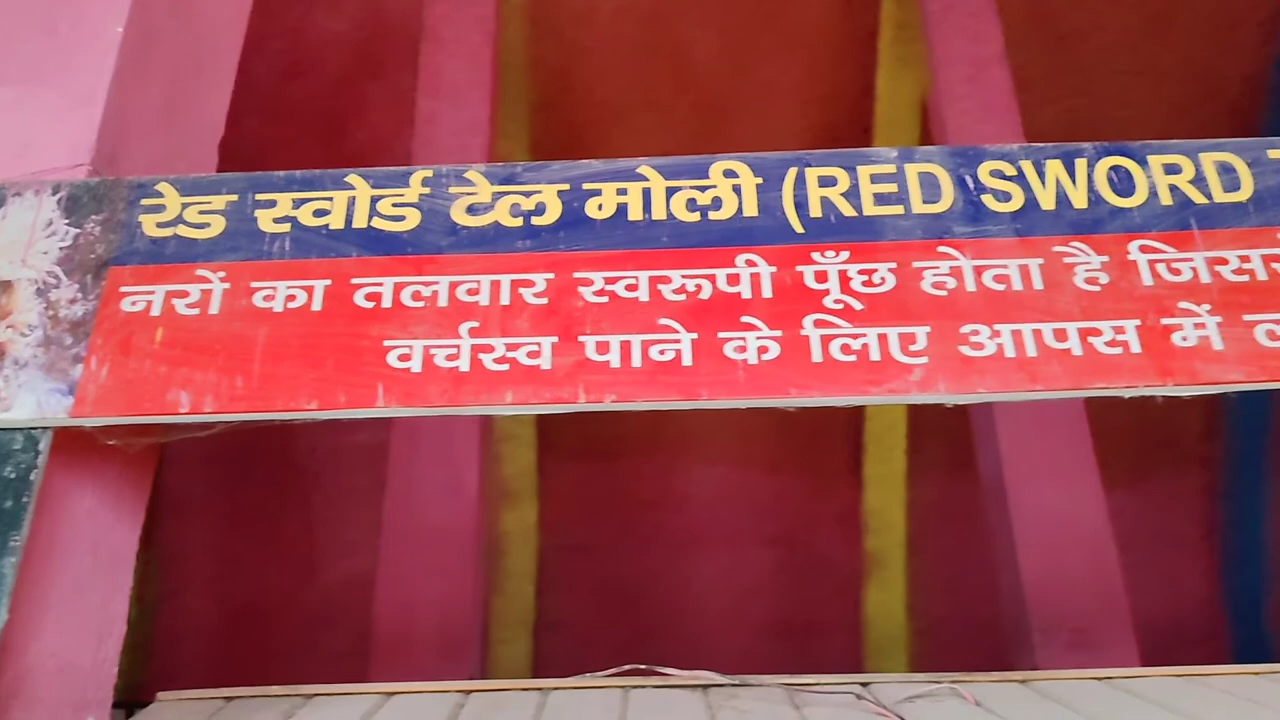 रेड स्वोर्ड टेल मोली (RED SWORD
नरों का तलवार स्वरूपी पूँछ होता है
वर्चस्व पाने के लिए आपस में